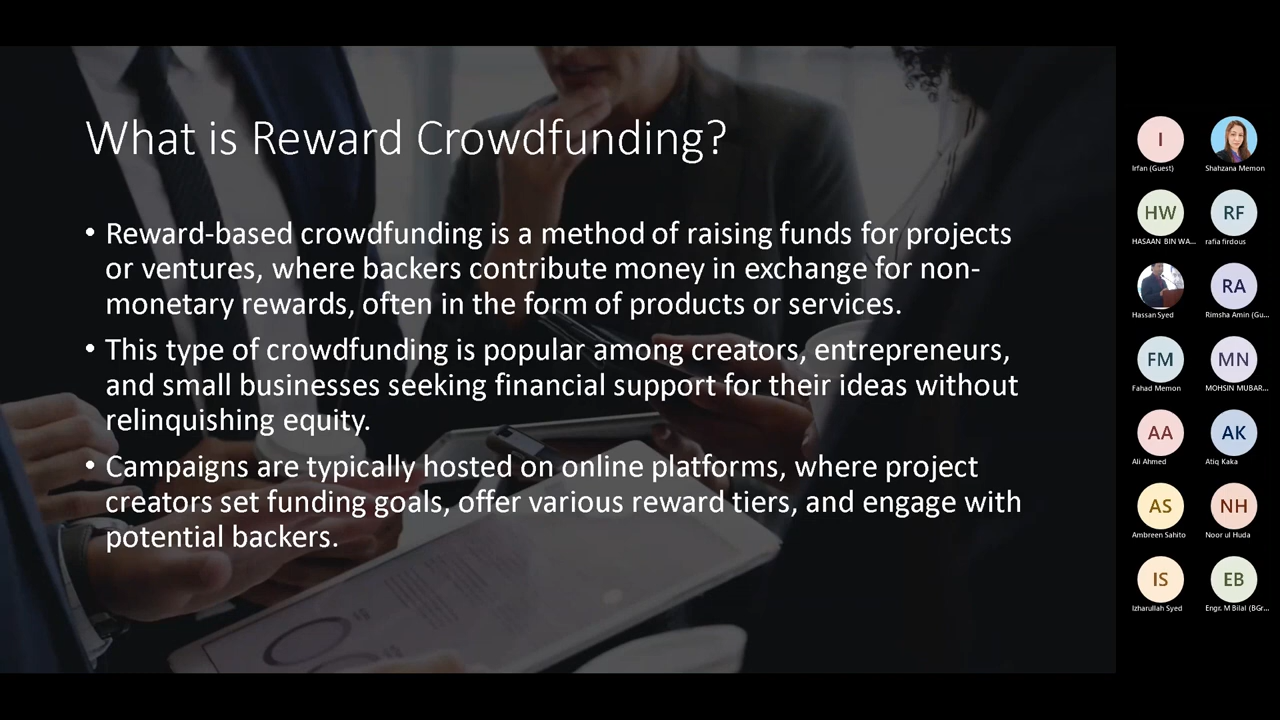 What is Reward Crowdfunding?
• Reward-based crowdfunding is a method of raising funds for projects
or ventures, where backers contribute money in exchange for non-
monetary rewards, often in the form of products or services.
• This type of crowdfunding is popular among creators, entrepreneurs,
and small businesses seeking financial support for their ideas without
relinquishing equity.
• Campaigns are typically hosted on online platforms, where project
creators set funding goals, offer various reward tiers, and engage with
potential backers.
I
Irfan (Guest)
Shahzana Memon
HW
HASAAN BIN WA...
RF
rafia firdous
Hassan Syed
RA
Rimsha Amin (Gu...
FM
Fahad Memon
MN
MOHSIN MUBAR...
AA
Ali Ahmed
AK
Atiq Kaka
AS
Ambreen Sahito
NH
Noor ul Huda
IS
Izharullah Syed
EB
Engr. M Bilal (BGr...